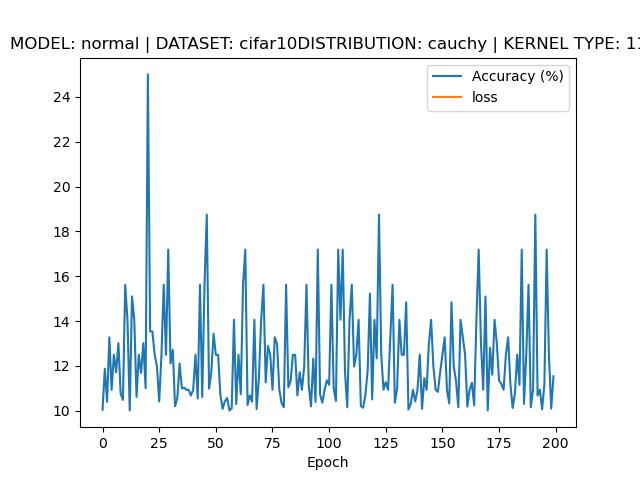 MODEL: normal | DATASET: cifar10DISTRIBUTION: cauchy | KERNEL TYPE: 11
Accuracy (%)
loss
24
22
20
18
16
14
12
10
0 25 50 75 100 125 150 175 200
Epoch